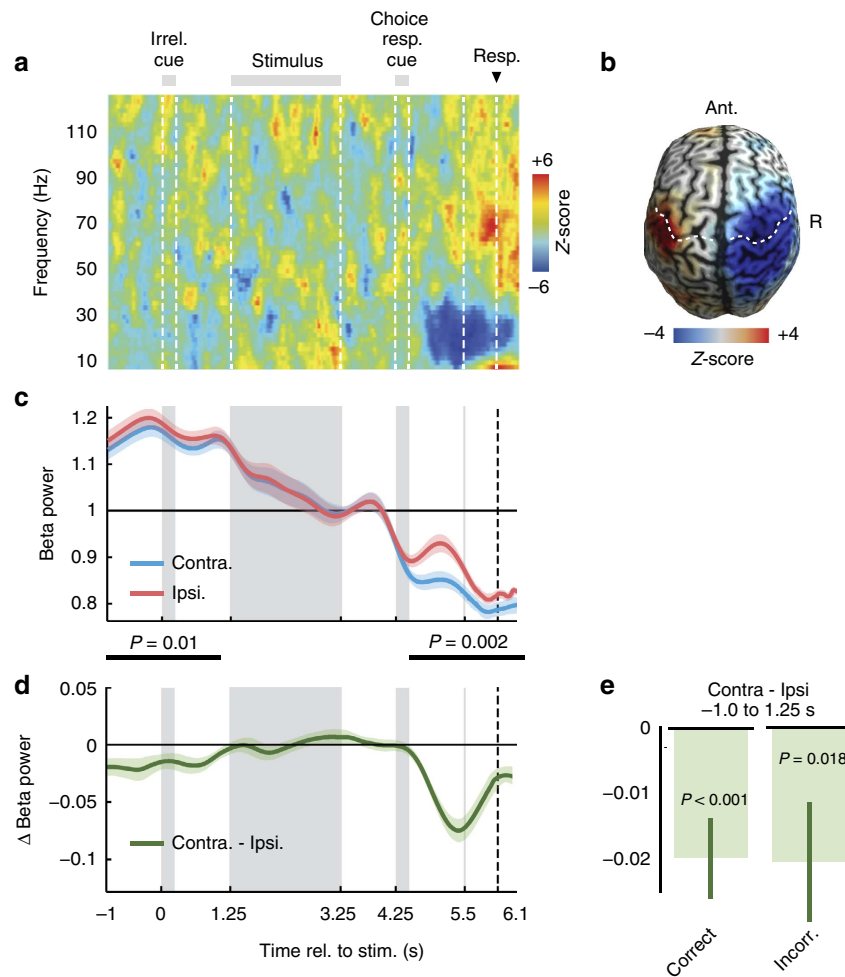 a
Irrel.
cue
Stimulus
Choice
resp.
cue
Resp.
Frequency (Hz)
110
90
70
50
30
10
+6
Z-score
−6
b
Ant.
R
−4
+4
Z-score
c
Beta power
1.2
1.1
1
0.9
0.8
Contra.
Ipsi.
P = 0.01
P = 0.002
d
Δ Beta power
0.05
0
−0.05
−0.1
Contra. - Ipsi.
−1
0
1.25
3.25
4.25
5.5
6.1
Time rel. to stim. (s)
e
Contra - Ipsi
−1.0 to 1.25 s
0
−0.01
−0.02
P < 0.001
P = 0.018
Correct
Incorr.